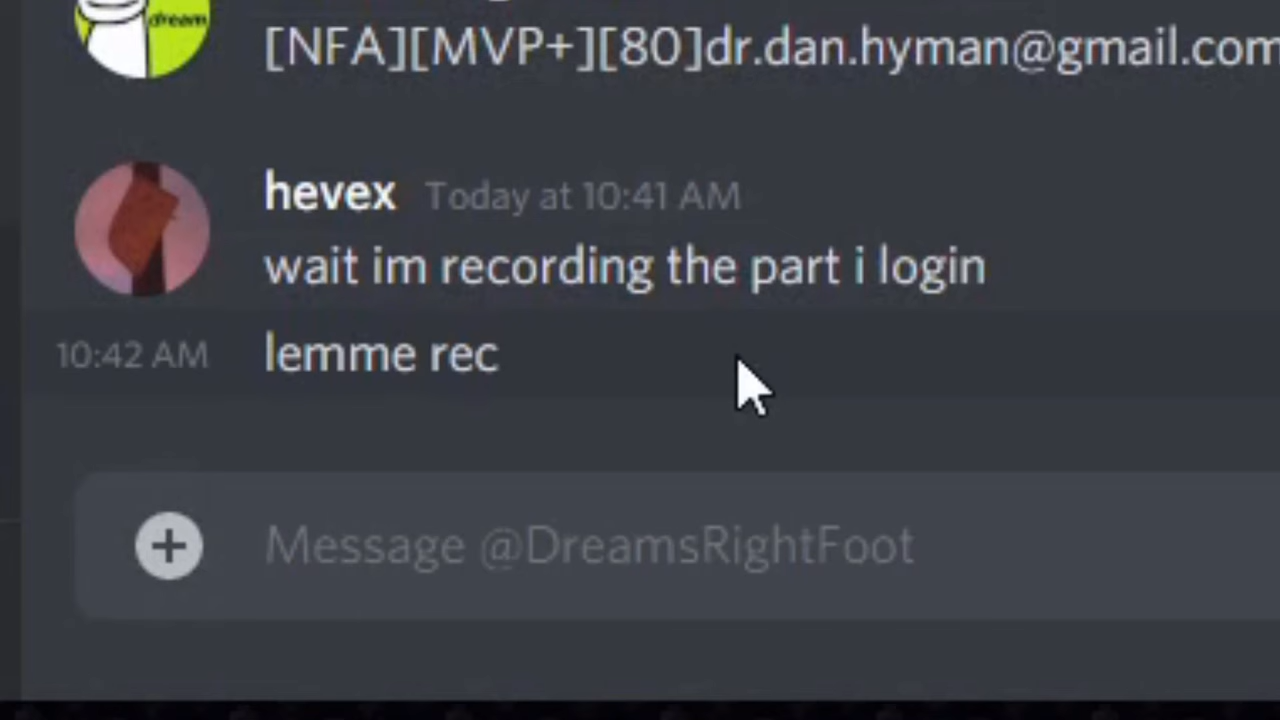 dream
[NFA][MVP+][80]dr.dan.hyman@gmail.com
hevex Today at 10:41 AM
wait im recording the part i login
10:42 AM lemme rec
Message @DreamsRightFoot